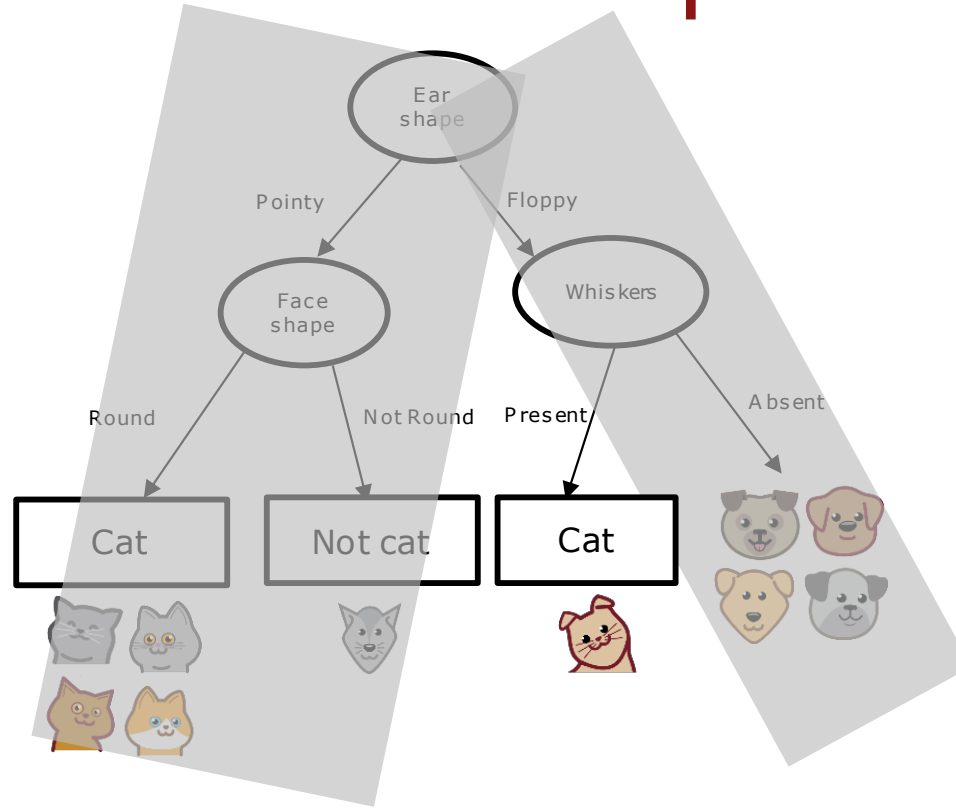 Ear
shape
Pointy
Floppy
Face
shape
Whiskers
Round
Not Round
Present
Absent
Cat
Not cat
Cat